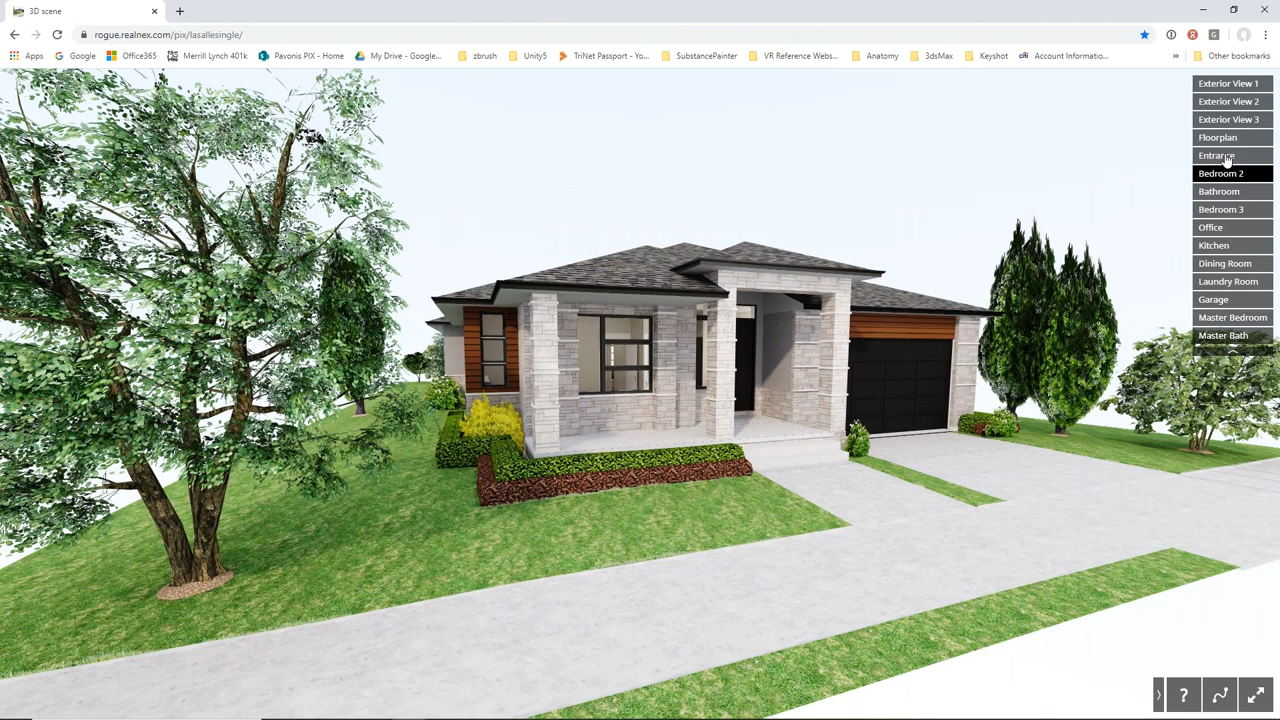 3D scene
rogue.realnex.com/pix/lasallesingle/
Apps Google Office365 Merrill Lynch 401k Pavonis PIX - Home My Drive - Google... zbrush Unity5 TriNet Passport - Yo... SubstancePainter VR Reference Webs... Anatomy 3dsMax Keyshot Account Informatio... » Other bookmarks
Exterior View 1
Exterior View 2
Exterior View 3
Floorplan
Entrance
Bedroom 2
Bathroom
Bedroom 3
Office
Kitchen
Dining Room
Laundry Room
Garage
Master Bedroom
Master Bath
?